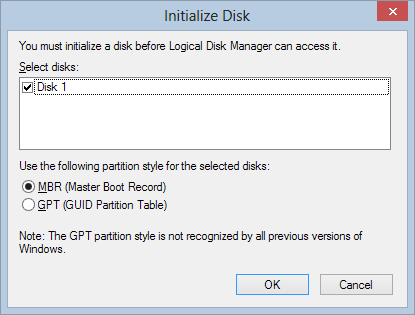 Initialize Disk
You must initialize a disk before Logical Disk Manager can access it.
Select disks:
Disk 1
Use the following partition style for the selected disks:
MBR (Master Boot Record)
GPT (GUID Partition Table)
Note: The GPT partition style is not recognized by all previous versions of
Windows.
OK
Cancel